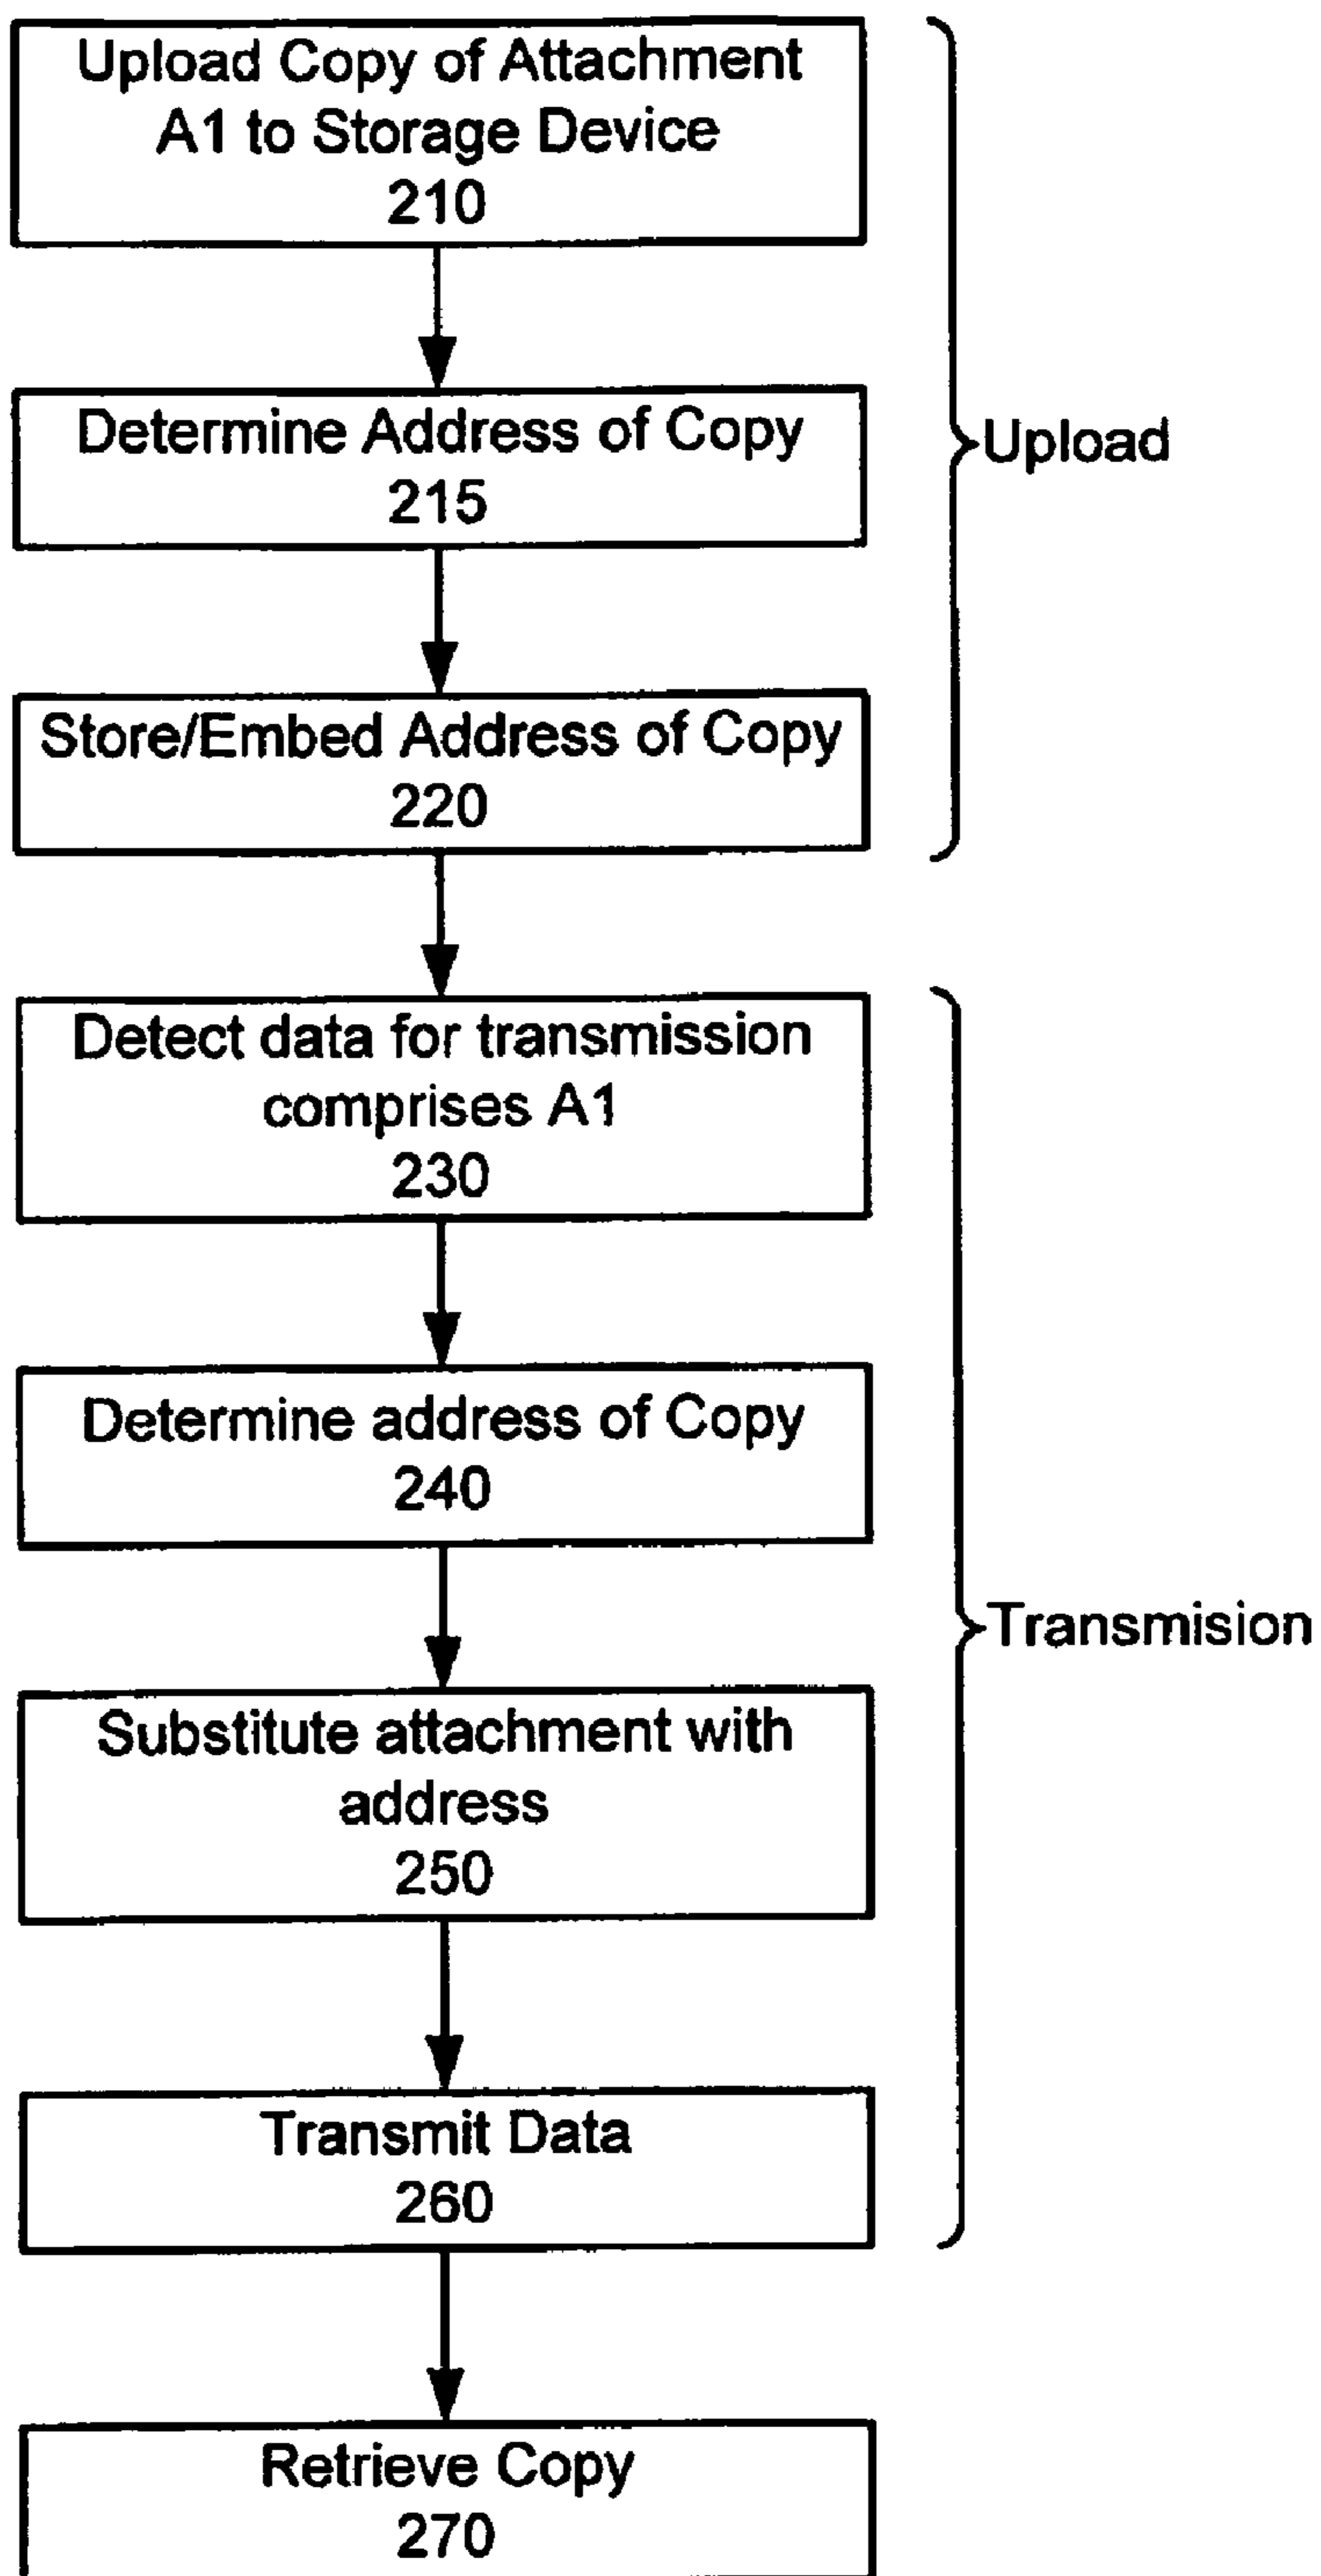 Upload Copy of Attachment
A1 to Storage Device
210
Determine Address of Copy
215
Upload
Store/Embed Address of Copy
220
Detect data for transmission
comprises A1
230
Determine address of Copy
240
Transmision
Substitute attachment with
address
250
Transmit Data
260
Retrieve Copy
270